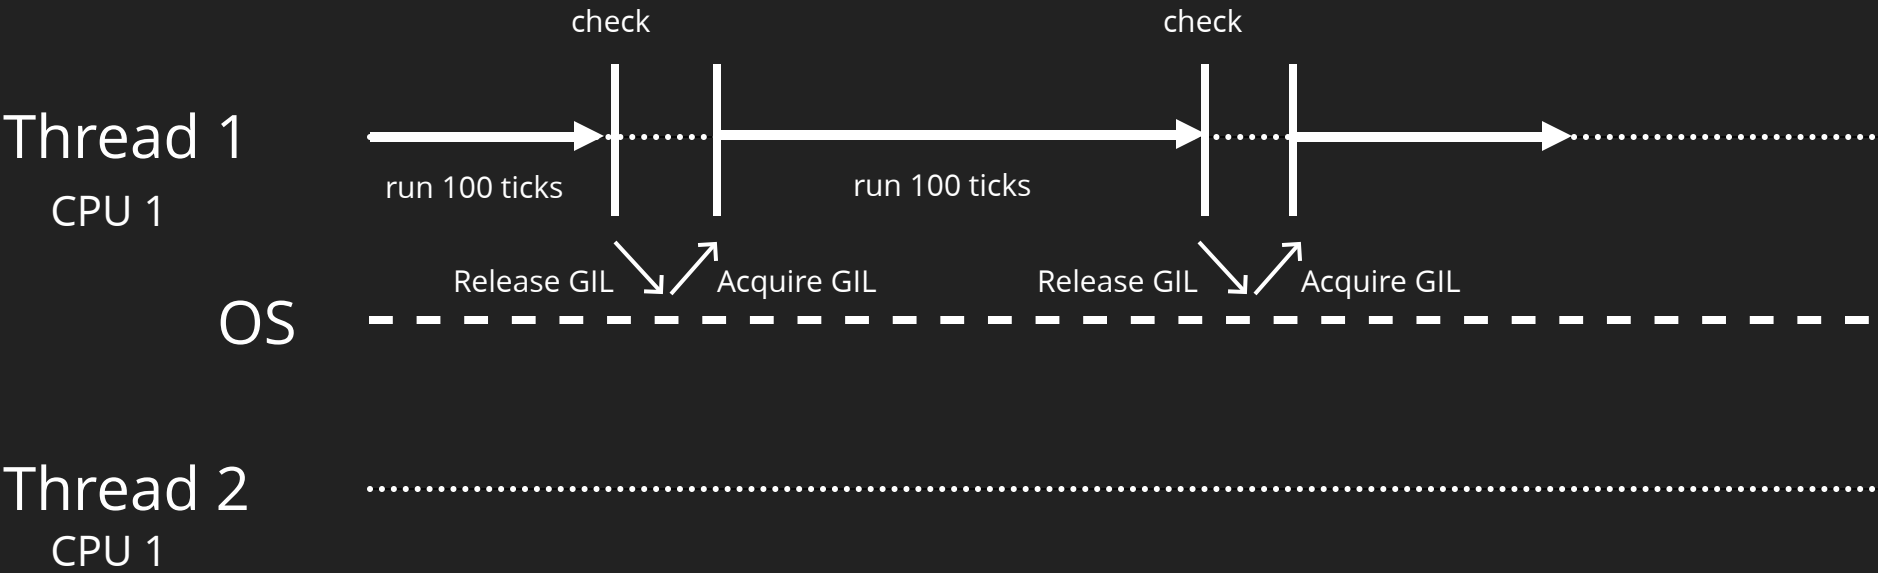 check
check
Thread 1
run 100 ticks
run 100 ticks
CPU 1
Release GIL
Acquire GIL
Release GIL
Acquire GIL
OS
Thread 2
CPU 1